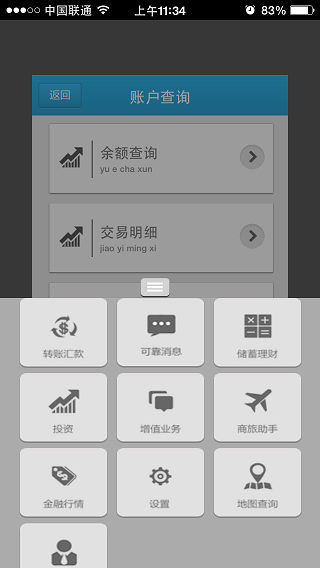 中国联通 上午11:34 83%
返回 账户查询
余额查询
yu e cha xun
交易明细
jiao yi ming xi
转账汇款 可靠消息 储蓄理财
投资 增值业务 商旅助手
金融行情 设置 地图查询